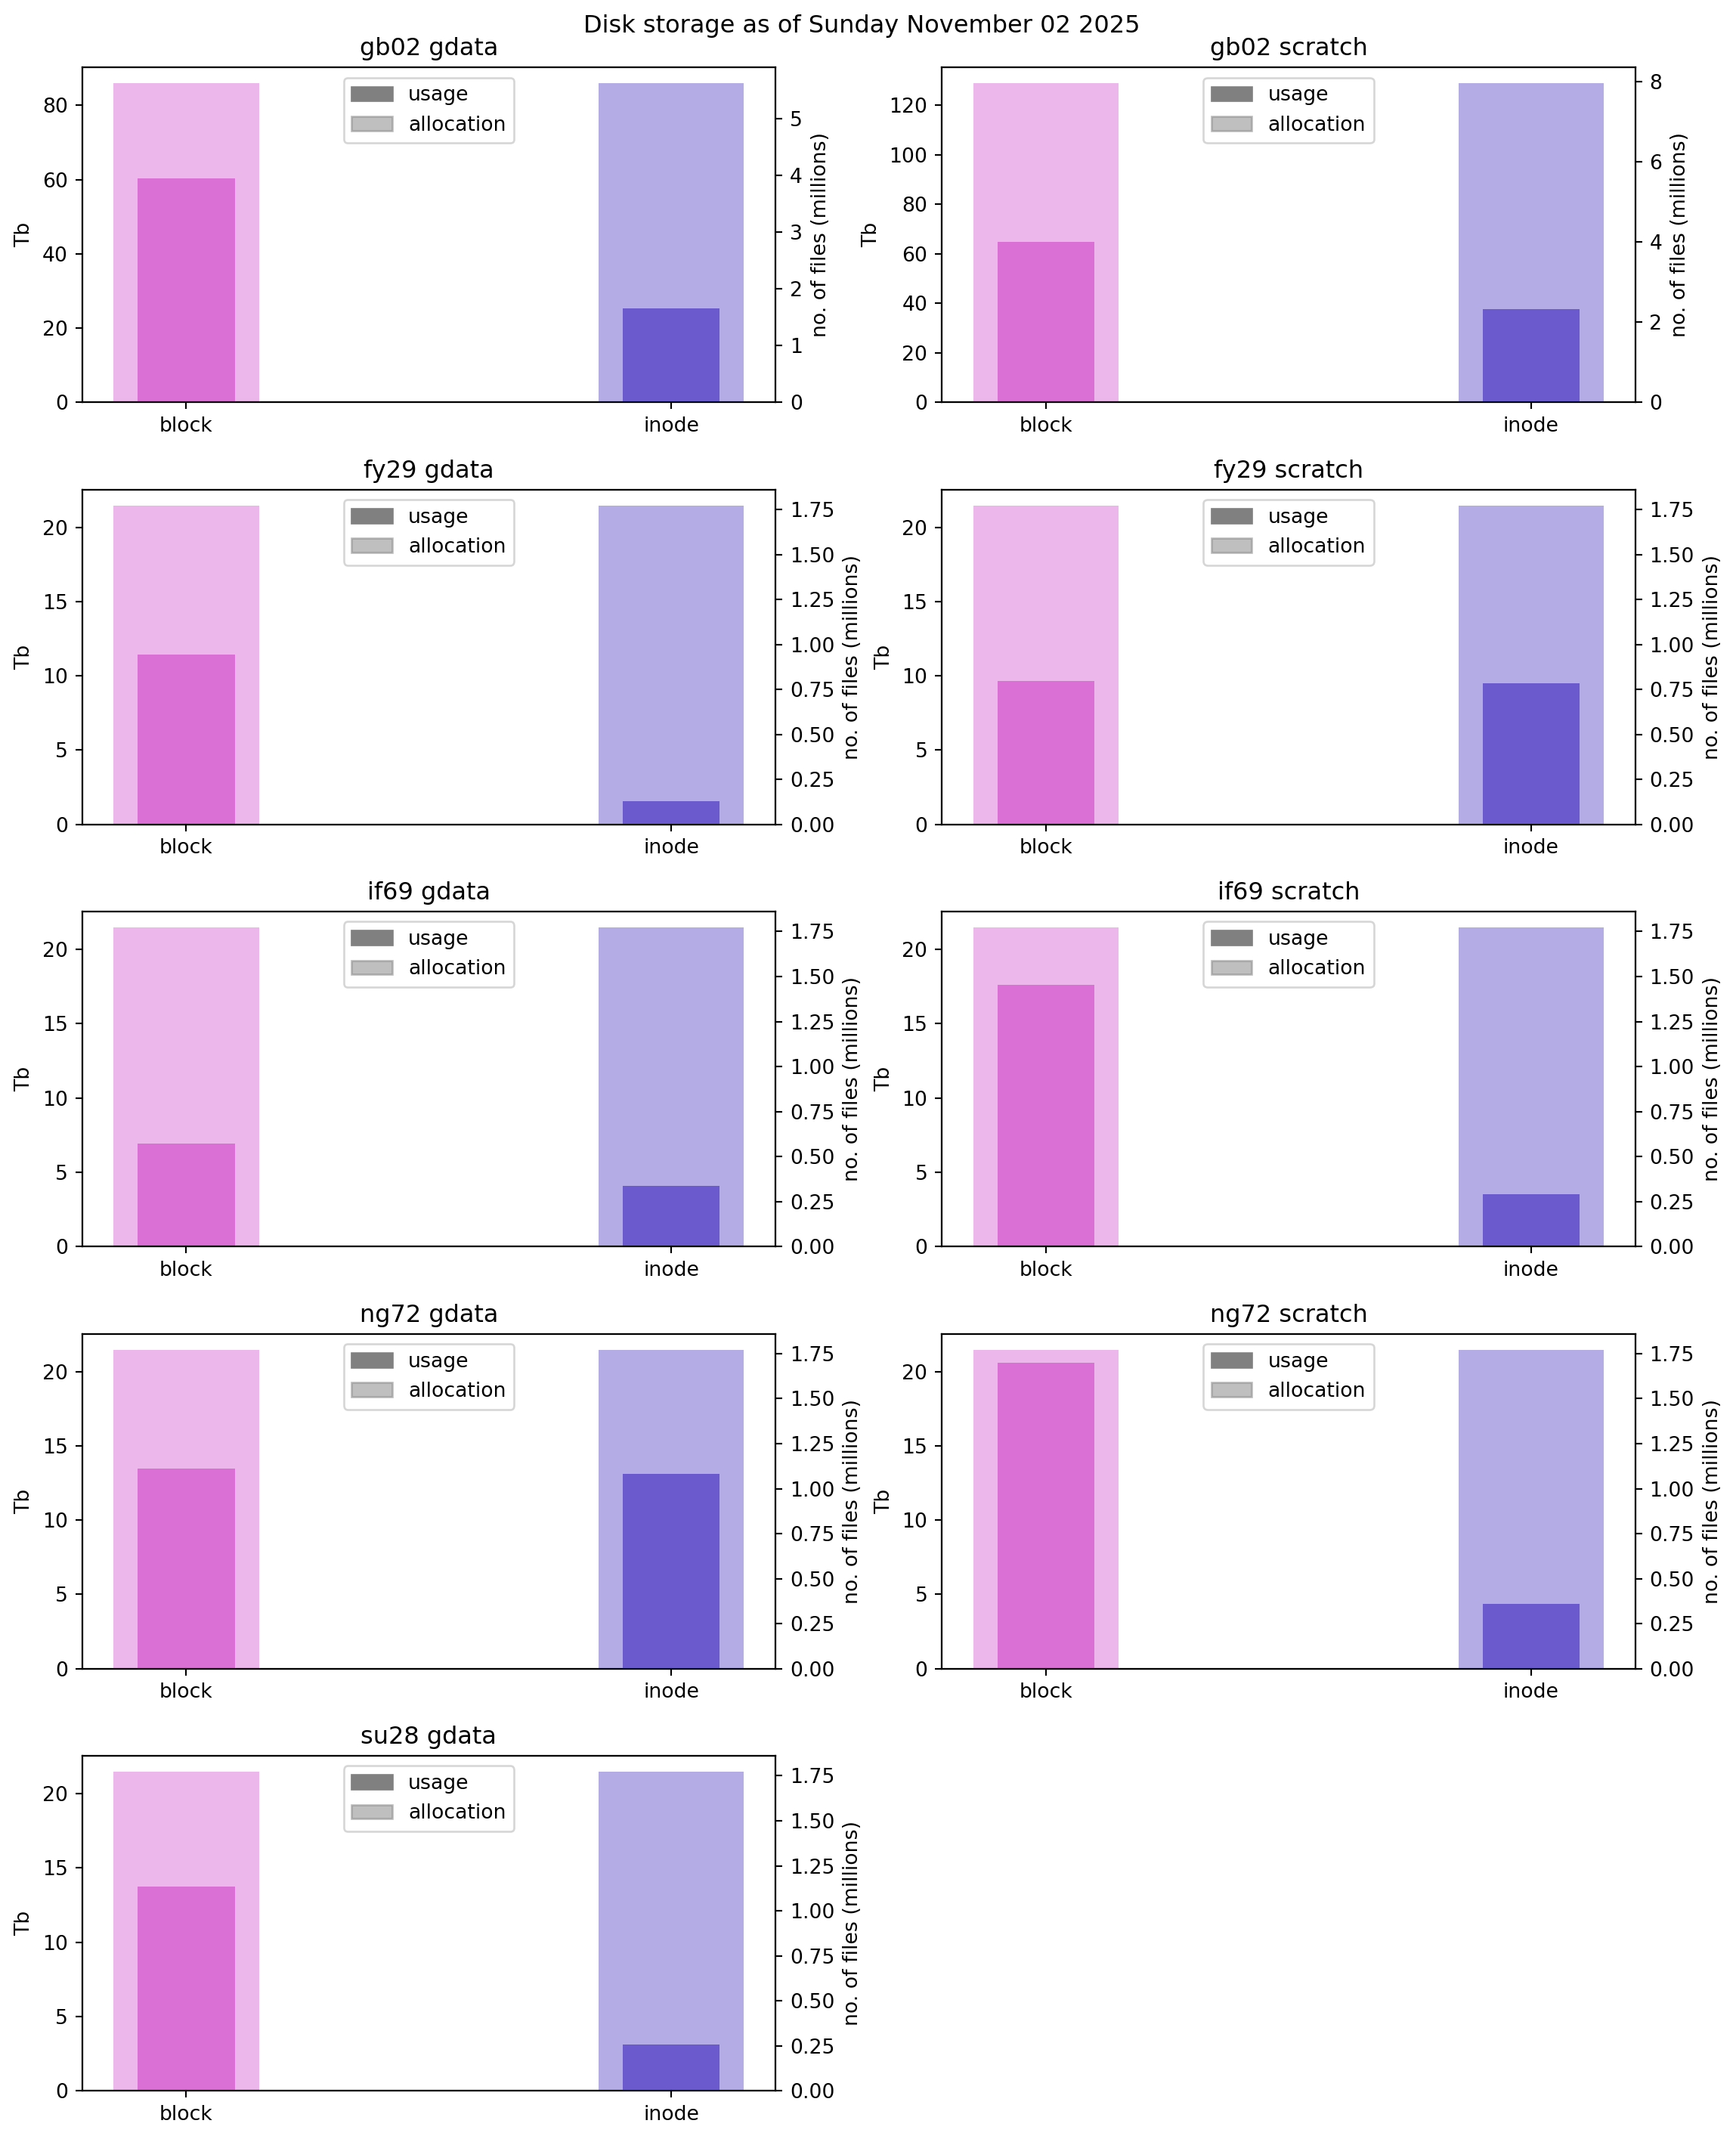 Disk storage as of Sunday November 02 2025
gb02 gdata
usage
allocation
80
60
40
20
0
Tb
5
4
3
2
1
0
no. of files (millions)
block
inode
gb02 scratch
usage
allocation
120
100
80
60
40
20
0
Tb
8
6
4
2
0
no. of files (millions)
block
inode
fy29 gdata
usage
allocation
20
15
10
5
0
Tb
1.75
1.50
1.25
1.00
0.75
0.50
0.25
0.00
no. of files (millions)
block
inode
fy29 scratch
usage
allocation
20
15
10
5
0
Tb
1.75
1.50
1.25
1.00
0.75
0.50
0.25
0.00
no. of files (millions)
block
inode
if69 gdata
usage
allocation
20
15
10
5
0
Tb
1.75
1.50
1.25
1.00
0.75
0.50
0.25
0.00
no. of files (millions)
block
inode
if69 scratch
usage
allocation
20
15
10
5
0
Tb
1.75
1.50
1.25
1.00
0.75
0.50
0.25
0.00
no. of files (millions)
block
inode
ng72 gdata
usage
allocation
20
15
10
5
0
Tb
1.75
1.50
1.25
1.00
0.75
0.50
0.25
0.00
no. of files (millions)
block
inode
ng72 scratch
usage
allocation
20
15
10
5
0
Tb
1.75
1.50
1.25
1.00
0.75
0.50
0.25
0.00
no. of files (millions)
block
inode
su28 gdata
usage
allocation
20
15
10
5
0
Tb
1.75
1.50
1.25
1.00
0.75
0.50
0.25
0.00
no. of files (millions)
block
inode